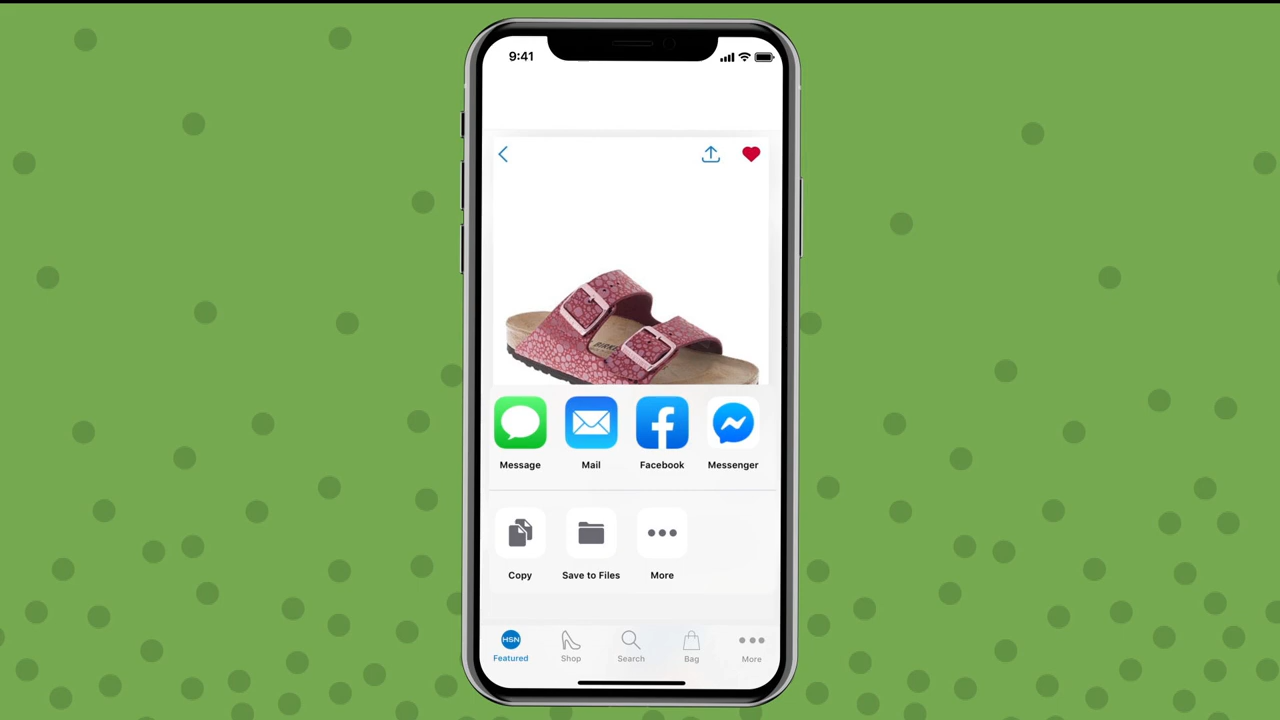 9:41
Message Mail Facebook Messenger
Copy Save to Files More
HSN
Featured Shop Search Bag More